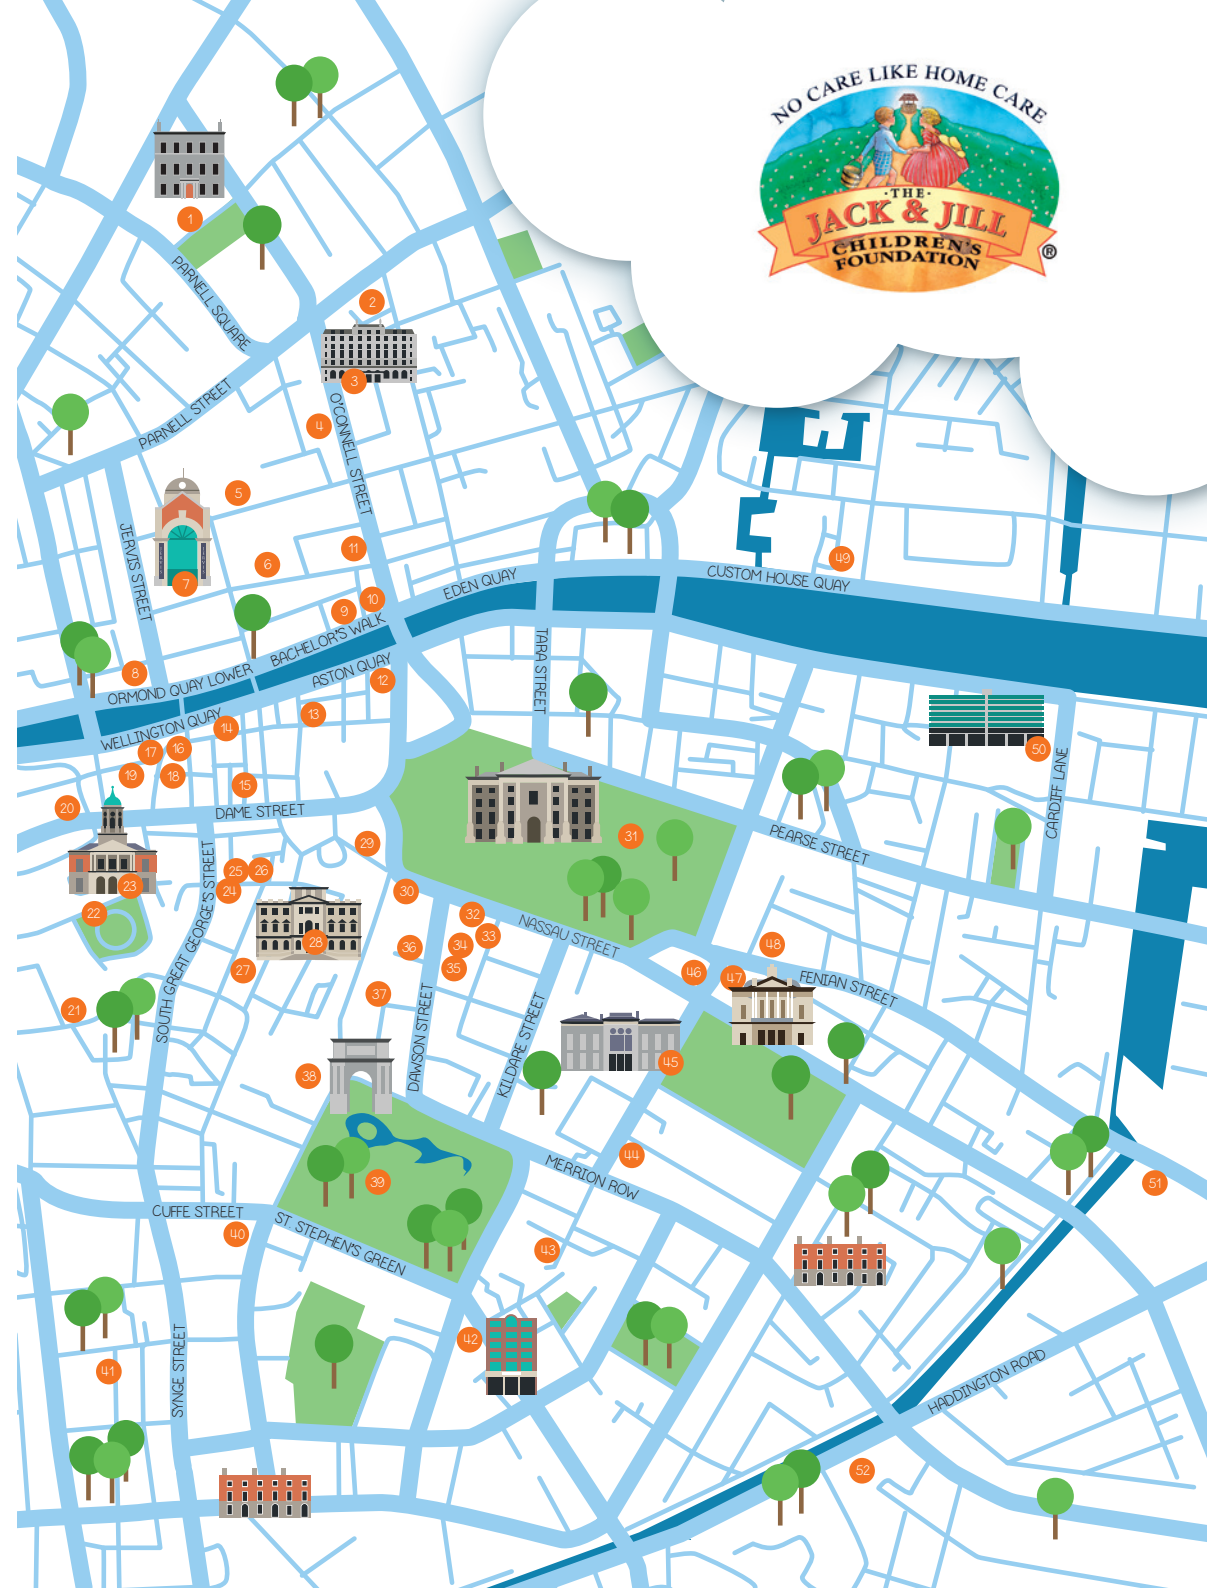 NO CARE LIKE HOME CARE
·THE·
JACK & JILL
CHILDREN'S
FOUNDATION
®
1
PARNELL SQUARE
2
3
PARNELL STREET
4
O'CONNELL STREET
5
JERVIS STREET
6
7
11
49
EDEN QUAY
CUSTOM HOUSE QUAY
9
10
BACHELOR'S WALK
8
ORMOND QUAY LOWER
ASTON QUAY
12
TARA STREET
WELLINGTON QUAY
13
14
16
17
18
19
15
50
CARDIFF LANE
20
DAME STREET
31
PEARSE STREET
29
25
26
24
23
22
30
SOUTH GREAT GEORGE'S STREET
32
33
34
35
36
NASSAU STREET
28
27
48
46
47
FENIAN STREET
21
37
DAWSON STREET
KILDARE STREET
45
38
44
MERRION ROW
39
51
CUFFE STREET
40
ST. STEPHEN'S GREEN
43
42
41
SYNGE STREET
HADDINGTON ROAD
52